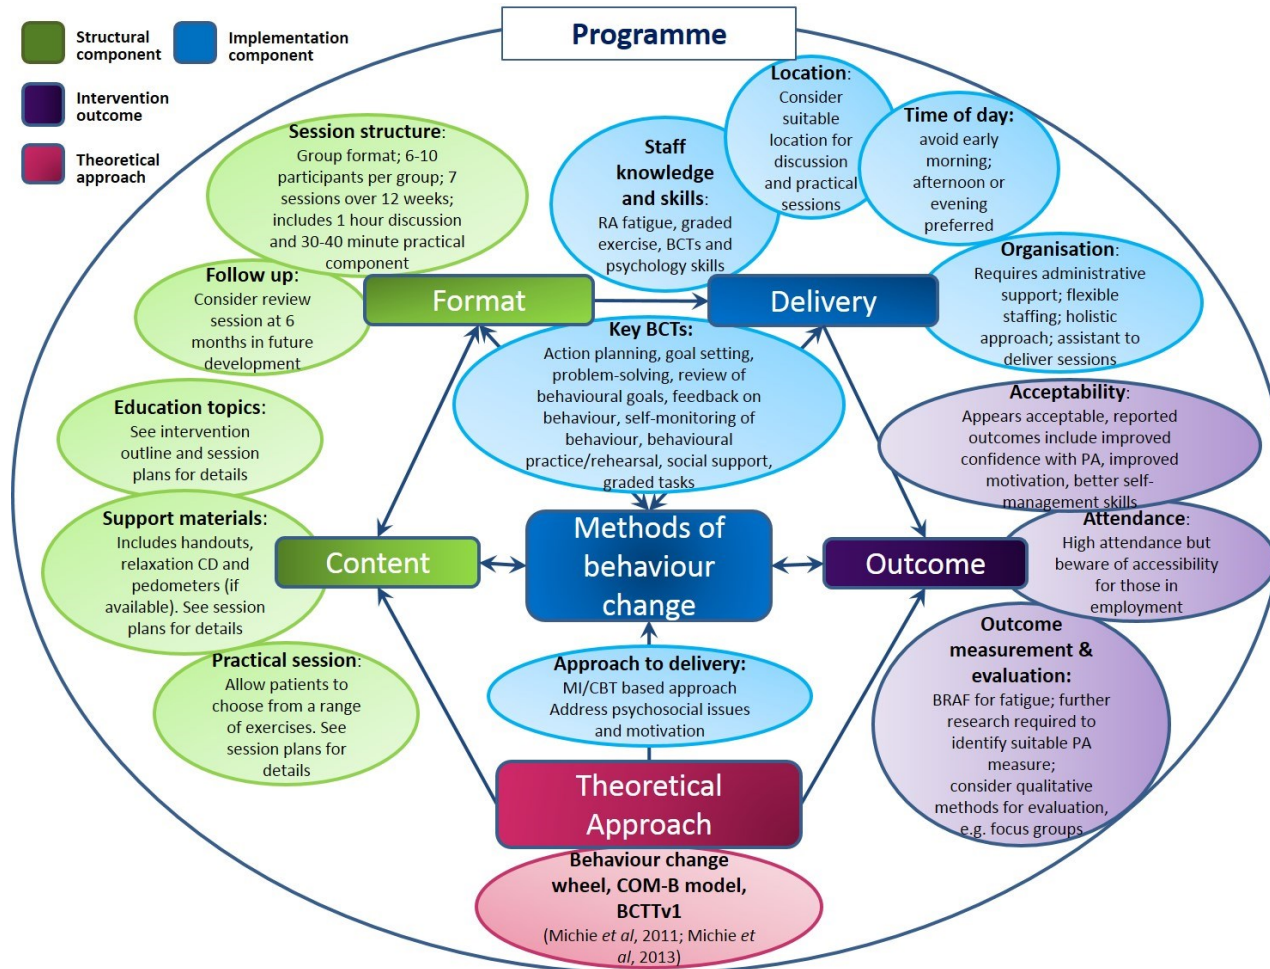 Programme
Structural
component
Implementation
component
Intervention
outcome
Theoretical
approach
Session structure:
Group format; 6-10
participants per group; 7
sessions over 12 weeks;
includes 1 hour discussion
and 30-40 minute practical
component
Follow up:
Consider review
session at 6
months in future
development
Format
Staff
knowledge
and skills:
RA fatigue, graded
exercise, BCTs and
psychology skills
Location:
Consider
suitable
location for
discussion
and practical
sessions
Time of day:
avoid early
morning;
afternoon or
evening
preferred
Organisation:
Requires administrative
support; flexible
staffing; holistic
approach; assistant to
deliver sessions
Delivery
Key BCTs:
Action planning, goal setting,
problem-solving, review of
behavioural goals, feedback on
behaviour, self-monitoring of
behaviour, behavioural
practice/rehearsal, social support,
graded tasks
Education topics:
See intervention
outline and session
plans for details
Support materials:
Includes handouts,
relaxation CD and
pedometers (if
available). See session
plans for details
Content
Practical session:
Allow patients to
choose from a range
of exercises. See
session plans for
details
Methods of
behaviour
change
Acceptability:
Appears acceptable, reported
outcomes include improved
confidence with PA, improved
motivation, better self-
management skills
Outcome
Attendance:
High attendance but
beware of accessibility
for those in
employment
Outcome
measurement &
evaluation:
BRAF for fatigue; further
research required to
identify suitable PA
measure;
consider qualitative
methods for evaluation,
e.g. focus groups
Approach to delivery:
MI/CBT based approach
Address psychosocial issues
and motivation
Theoretical
Approach
Behaviour change
wheel, COM-B model,
BCTTv1
(Michie et al, 2011; Michie et
al, 2013)